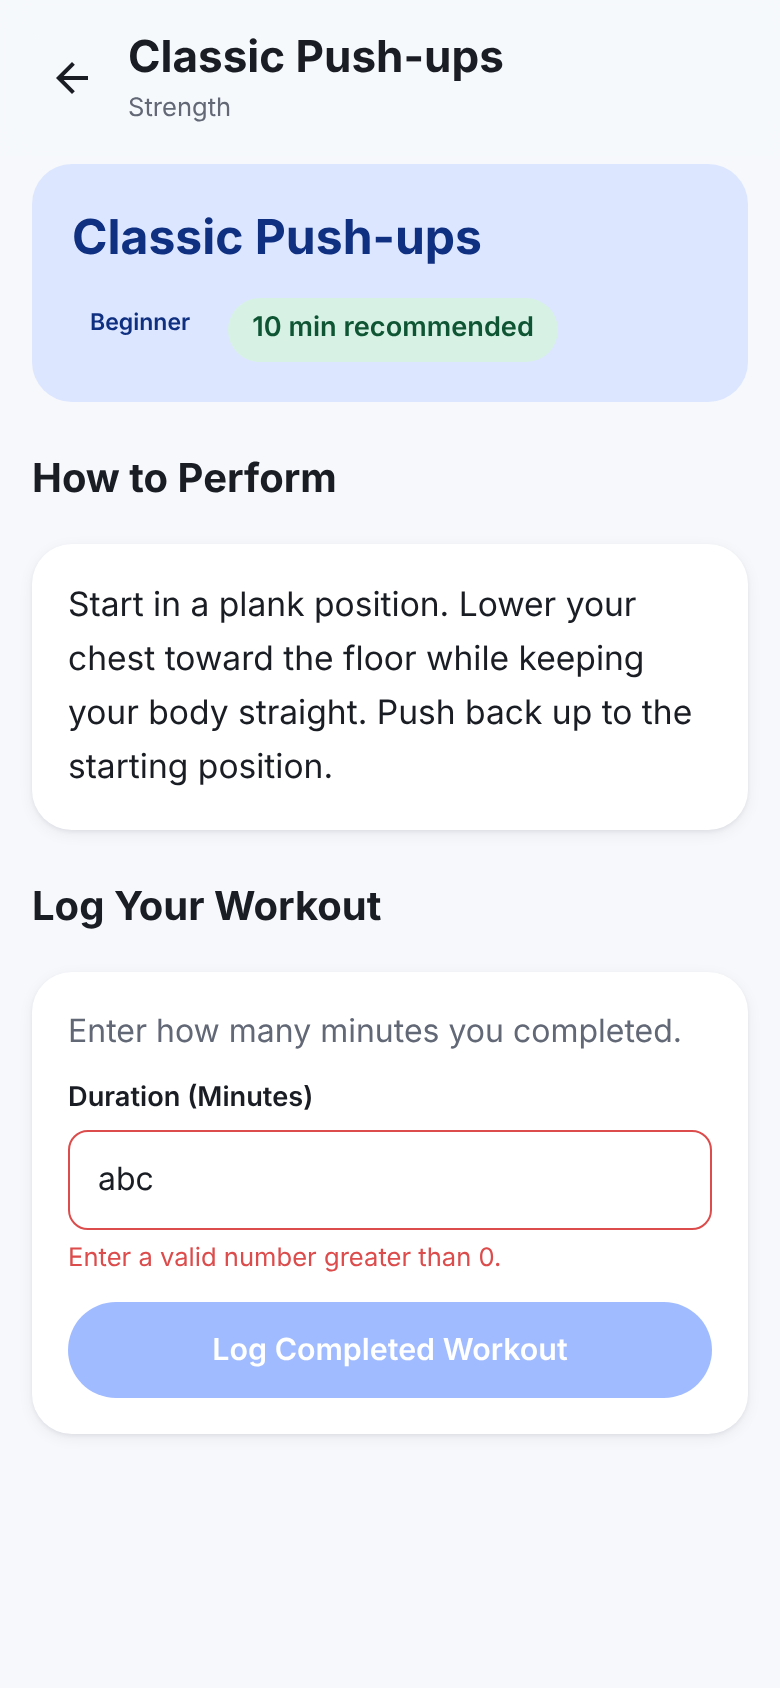 Classic Push-ups
Strength
Classic Push-ups
Beginner
10 min recommended
How to Perform
Start in a plank position. Lower your
chest toward the floor while keeping
your body straight. Push back up to the
starting position.
Log Your Workout
Enter how many minutes you completed.
Duration (Minutes)
abc
Enter a valid number greater than 0.
Log Completed Workout